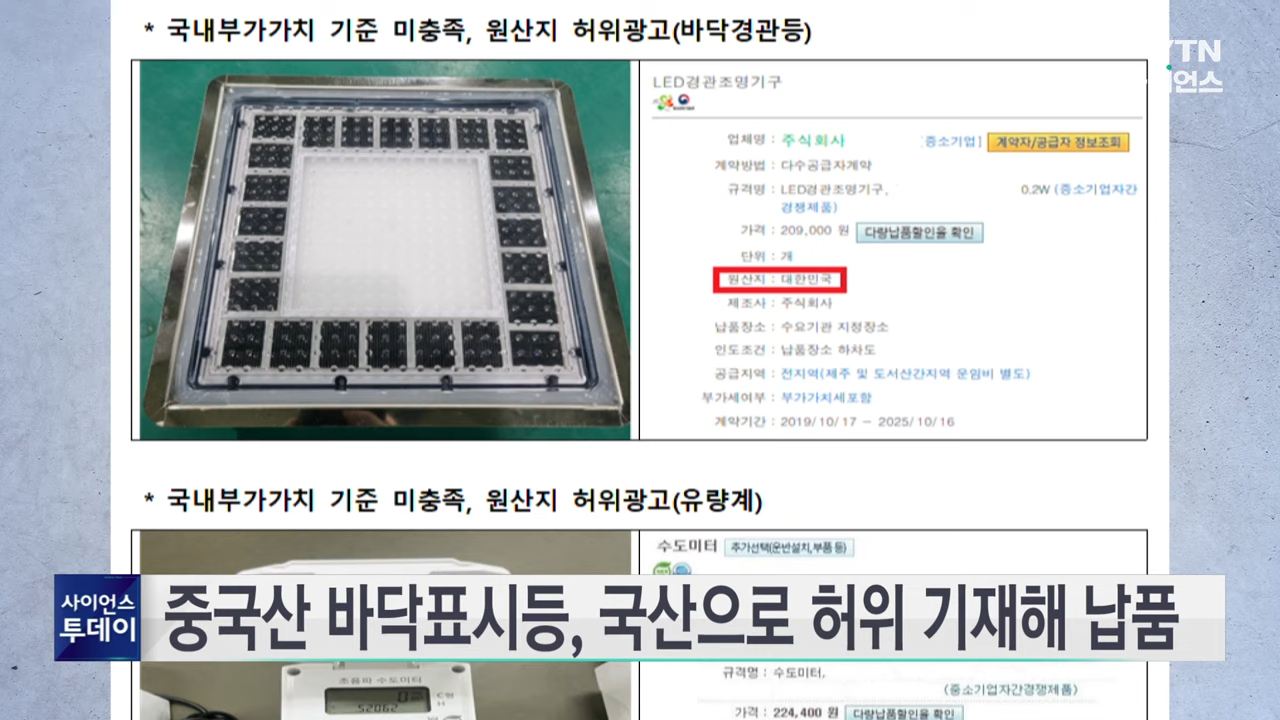 * 국내부가가치 기준 미충족, 원산지 허위광고(바닥경관등)
YTN
사이언스
LED경관조명기구
업체명 : 주식회사 [중소기업] 계약자/공급자 정보조회
계약방법 : 다수공급자계약
규격명 : LED경관조명기구, 0.2W (중소기업자간
경쟁제품)
가격 : 209,000 원 다량납품할인율 확인
단위 : 개
원산지 : 대한민국
제조사 : 주식회사
납품장소 : 수요기관 지정장소
인도조건 : 납품장소 하차도
공급지역 : 전지역(제주 및 도서산간지역 운임비 별도)
부가세여부 : 부가가치세포함
계약기간 : 2019/10/17 - 2025/10/16
* 국내부가가치 기준 미충족, 원산지 허위광고(유량계)
수도미터 추가선택(운반설치,부품 등)
사이언스
투데이
중국산 바닥표시등, 국산으로 허위 기재해 납품
초음파 수도미터
52062
규격명 : 수도미터,
(중소기업자간경쟁제품)
가격 : 224,400 원 다량납품할인율 확인